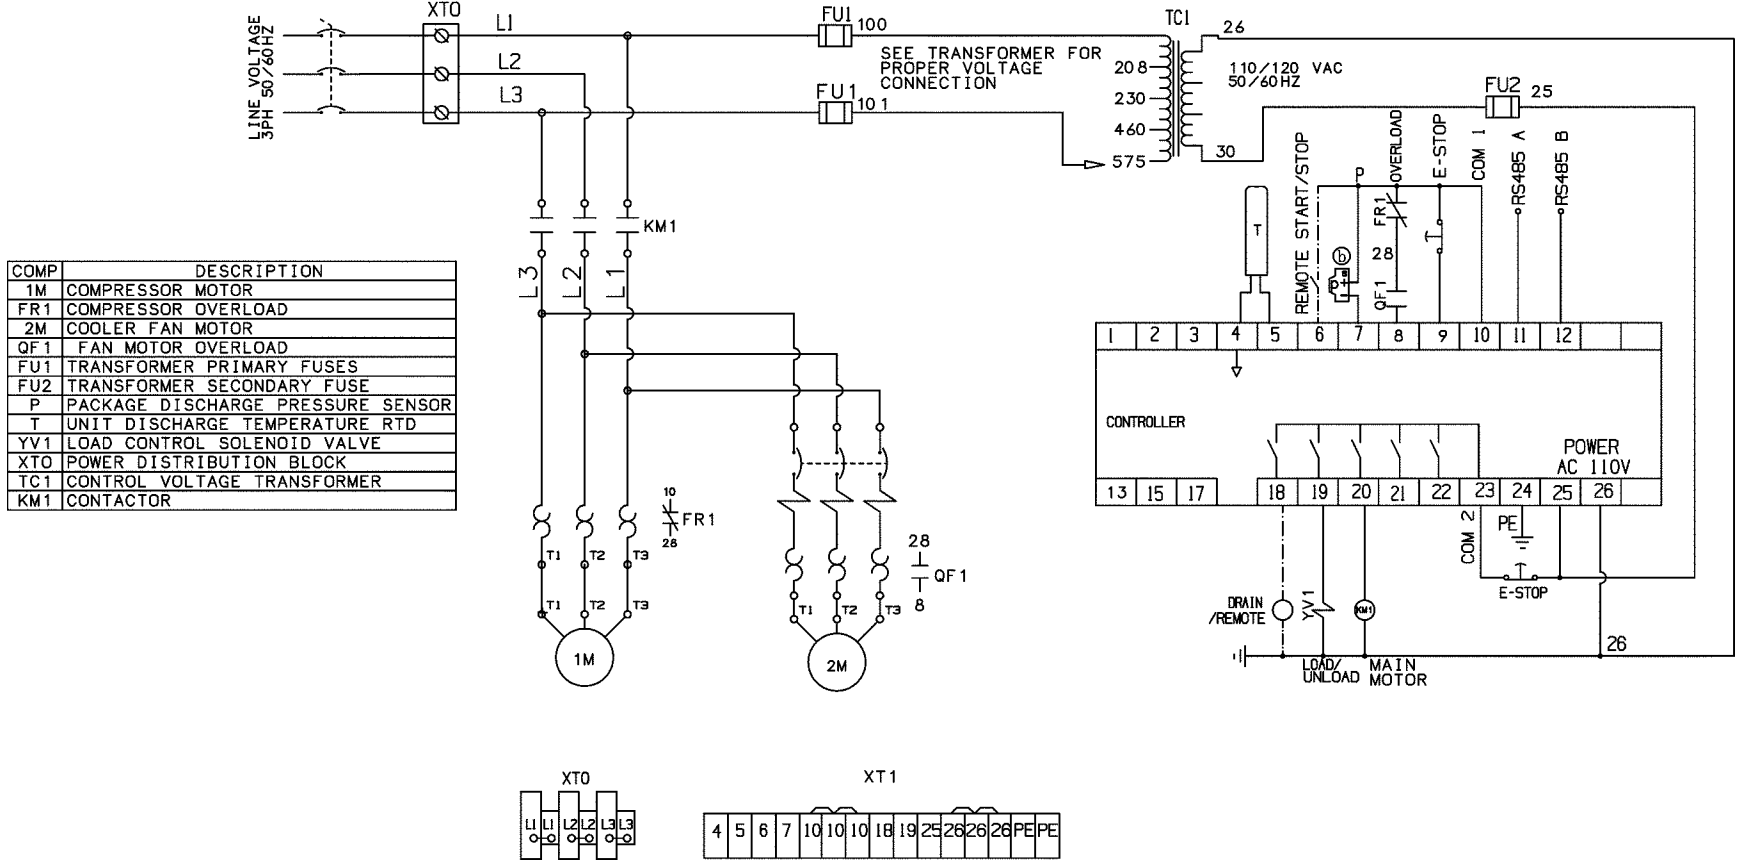 XTO
L1
FU1
100
TC1
26
LINE VOLTAGE
3PH 50/60HZ
L2
SEE TRANSFORMER FOR
PROPER VOLTAGE
CONNECTION
208
110/120 VAC
50/60HZ
L3
FU1
101
230
FU2
25
460
575
30
REMOTE START/STOP
P
OVERLOAD
E-STOP
COM 1
RS485 A
RS485 B
KM1
T
FR1
28
QF1
b
P
L3
L2
L1
COMP DESCRIPTION
1M COMPRESSOR MOTOR
FR1 COMPRESSOR OVERLOAD
2M COOLER FAN MOTOR
QF1 FAN MOTOR OVERLOAD
FU1 TRANSFORMER PRIMARY FUSES
FU2 TRANSFORMER SECONDARY FUSE
P PACKAGE DISCHARGE PRESSURE SENSOR
T UNIT DISCHARGE TEMPERATURE RTD
YV1 LOAD CONTROL SOLENOID VALVE
XTO POWER DISTRIBUTION BLOCK
TC1 CONTROL VOLTAGE TRANSFORMER
KM1 CONTACTOR
1 2 3 4 5 6 7 8 9 10 11 12
CONTROLLER
POWER
AC 110V
13 15 17 18 19 20 21 22 23 24 25 26
10
FR1
28
T1 T2 T3
T1 T2 T3
1M
28
QF1
8
T1 T2 T3
2M
COM 2
PE
E-STOP
DRAIN
/REMOTE
YV1
KM1
26
LOAD/
UNLOAD
MAIN
MOTOR
XTO
L1 L1 L2 L2 L3 L3
XT1
4 5 6 7 10 10 10 18 19 25 26 26 26 PE PE